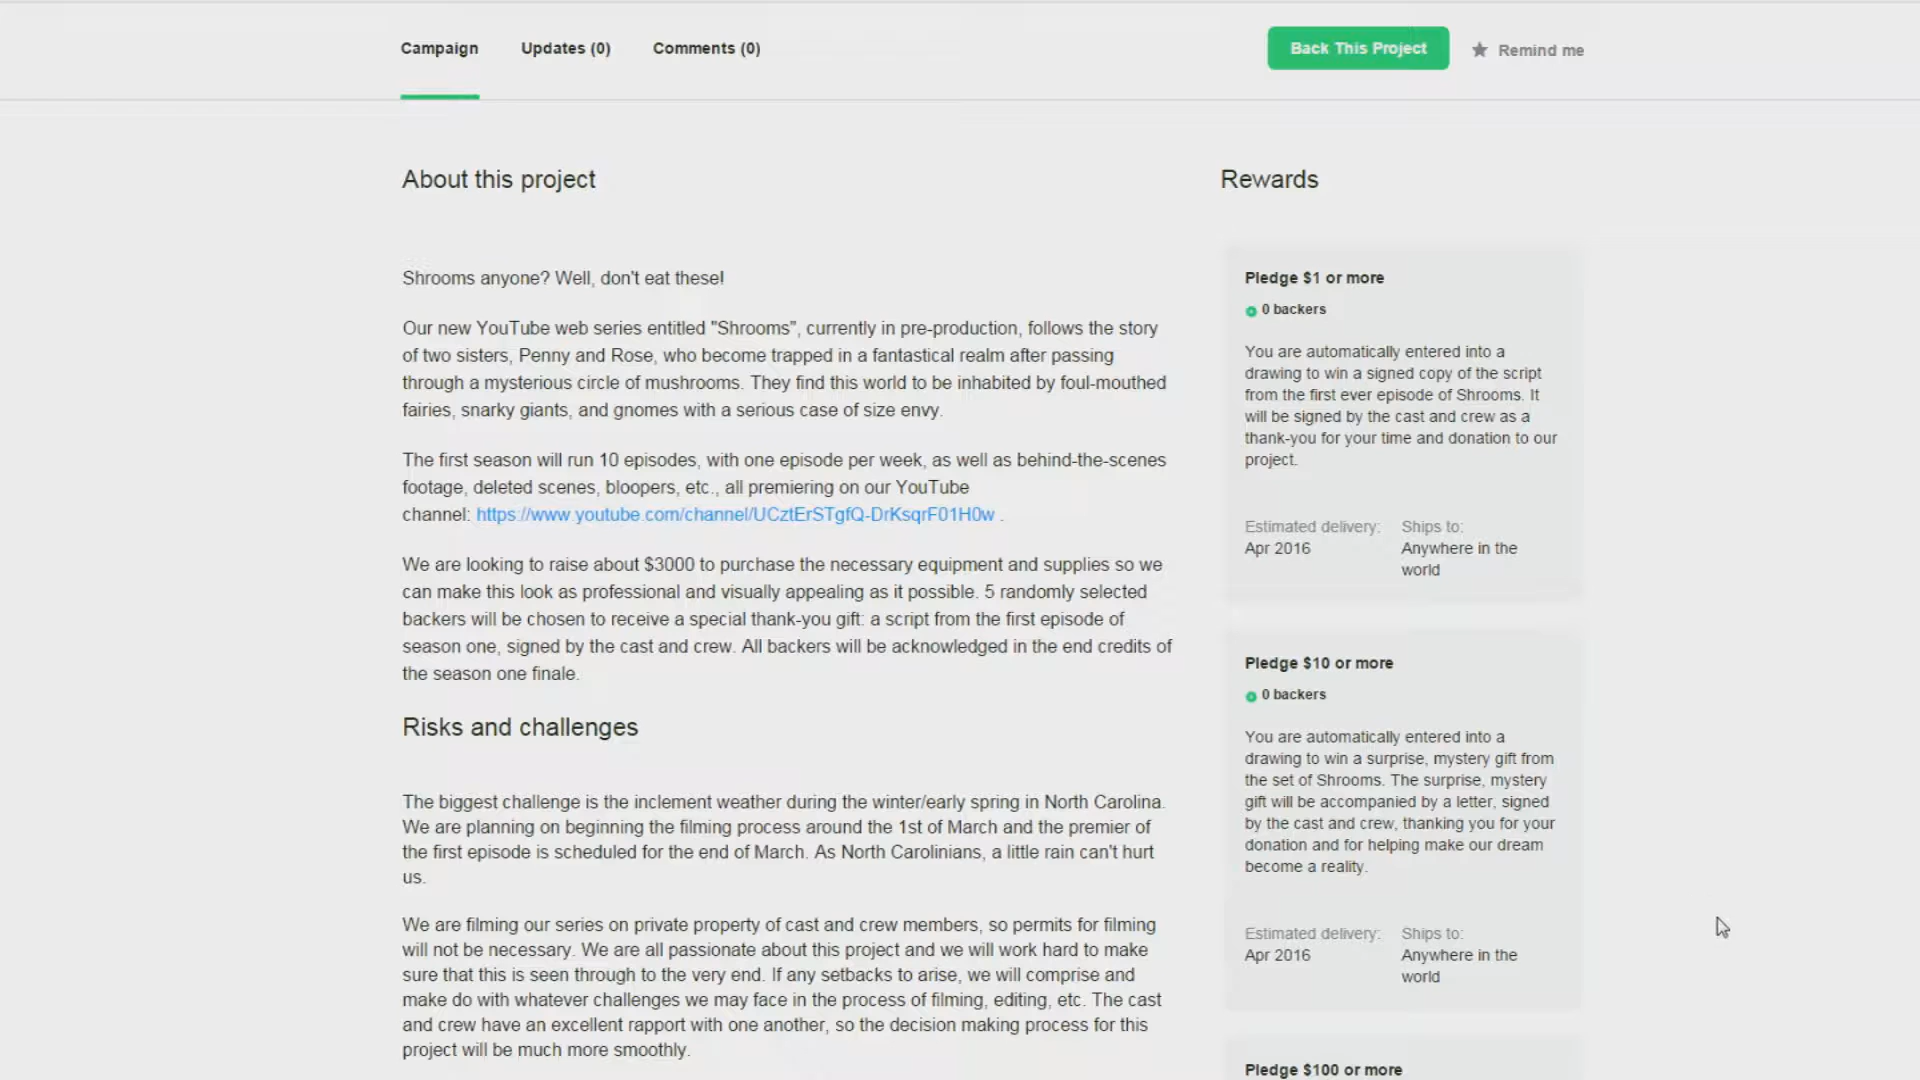 Campaign
Updates (0)
Comments (0)
Back This Project
Remind me
About this project
Shrooms anyone? Well, don't eat these!
Our new YouTube web series entitled "Shrooms", currently in pre-production, follows the story
of two sisters, Penny and Rose, who become trapped in a fantastical realm after passing
through a mysterious circle of mushrooms. They find this world to be inhabited by foul-mouthed
fairies, snarky giants, and gnomes with a serious case of size envy.
The first season will run 10 episodes, with one episode per week, as well as behind-the-scenes
footage, deleted scenes, bloopers, etc., all premiering on our YouTube
channel: https://www.youtube.com/channel/UCztErSTgfQ-DrKsqrF01H0w .
We are looking to raise about $3000 to purchase the necessary equipment and supplies so we
can make this look as professional and visually appealing as it possible. 5 randomly selected
backers will be chosen to receive a special thank-you gift: a script from the first episode of
season one, signed by the cast and crew. All backers will be acknowledged in the end credits of
the season one finale.
Risks and challenges
The biggest challenge is the inclement weather during the winter/early spring in North Carolina.
We are planning on beginning the filming process around the 1st of March and the premier of
the first episode is scheduled for the end of March. As North Carolinians, a little rain can't hurt
us.
We are filming our series on private property of cast and crew members, so permits for filming
will not be necessary. We are all passionate about this project and we will work hard to make
sure that this is seen through to the very end. If any setbacks to arise, we will comprise and
make do with whatever challenges we may face in the process of filming, editing, etc. The cast
and crew have an excellent rapport with one another, so the decision making process for this
project will be much more smoothly.
Rewards
Pledge $1 or more
0 backers
You are automatically entered into a
drawing to win a signed copy of the script
from the first ever episode of Shrooms. It
will be signed by the cast and crew as a
thank-you for your time and donation to our
project.
Estimated delivery:
Apr 2016
Ships to:
Anywhere in the
world
Pledge $10 or more
0 backers
You are automatically entered into a
drawing to win a surprise, mystery gift from
the set of Shrooms. The surprise, mystery
gift will be accompanied by a letter, signed
by the cast and crew, thanking you for your
donation and for helping make our dream
become a reality.
Estimated delivery:
Apr 2016
Ships to:
Anywhere in the
world
Pledge $100 or more